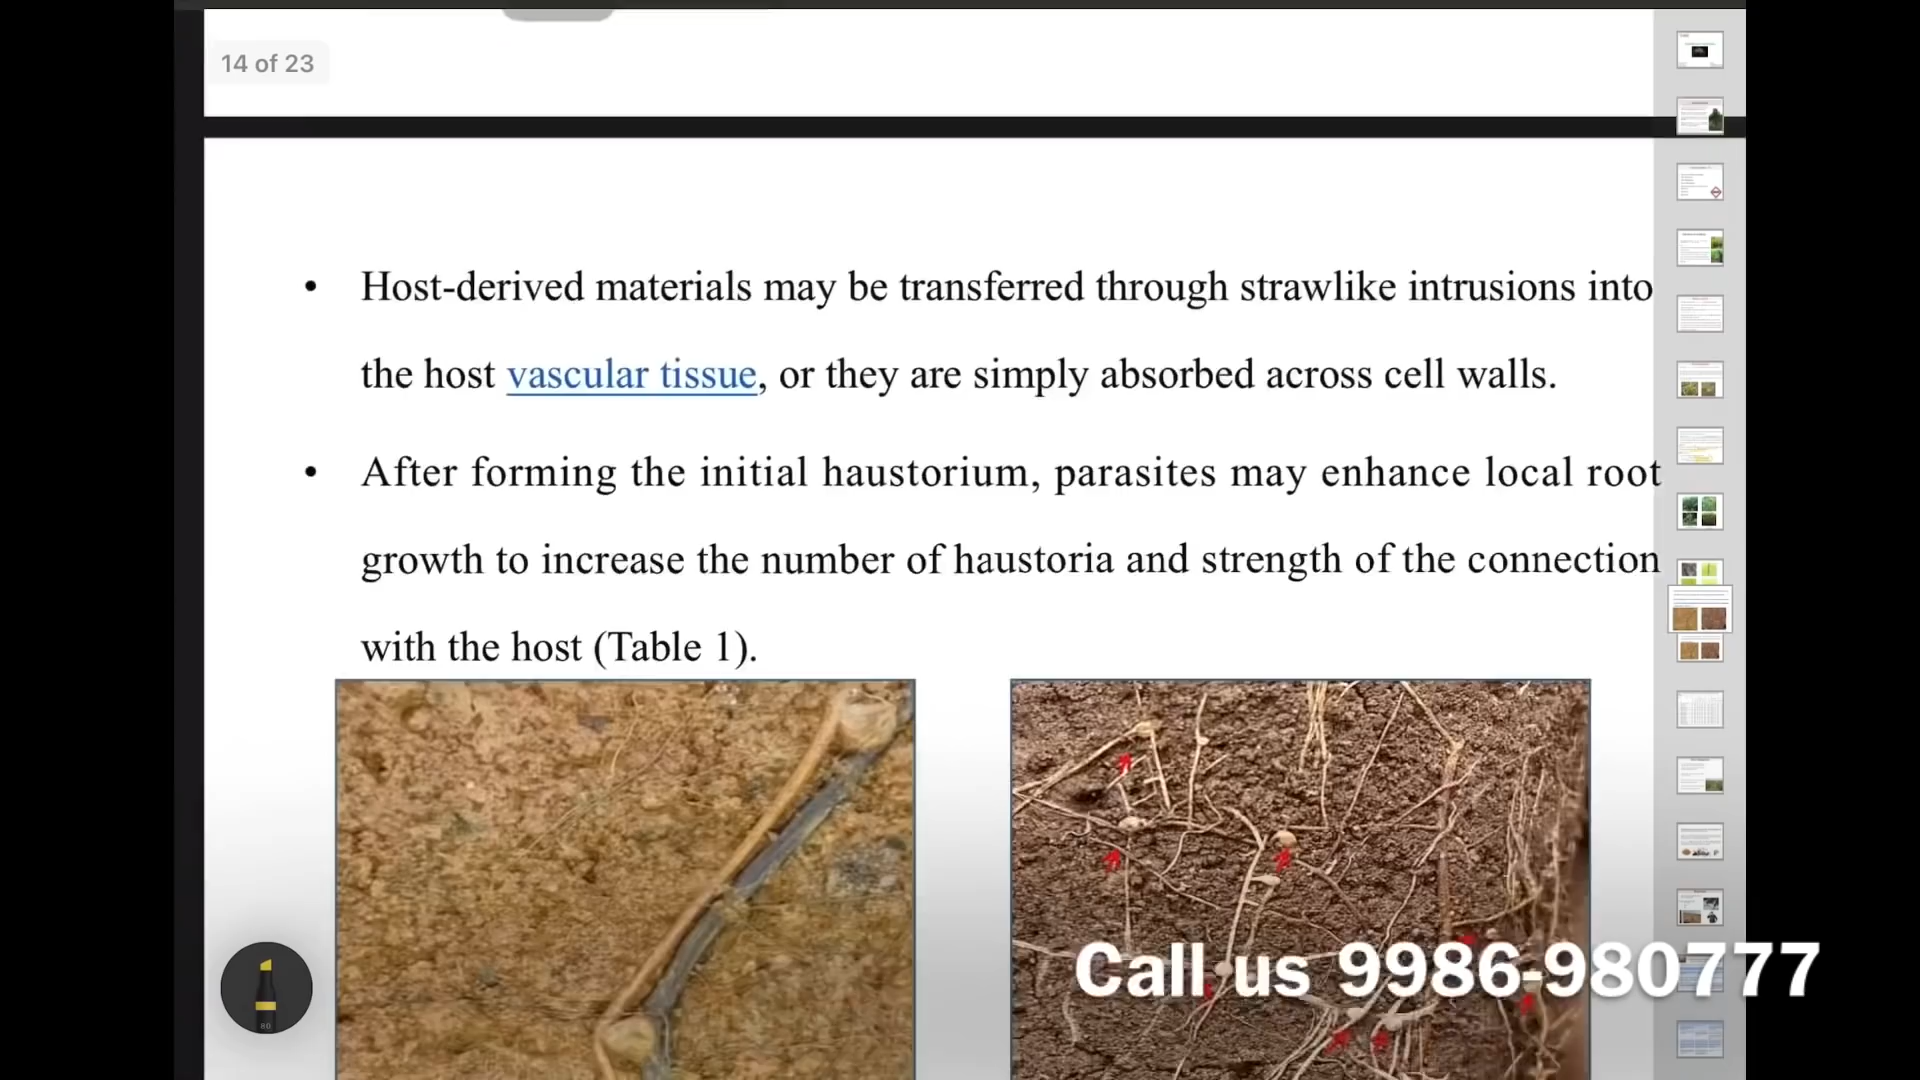 14 of 23
• Host-derived materials may be transferred through strawlike intrusions into
the host vascular tissue, or they are simply absorbed across cell walls.
• After forming the initial haustorium, parasites may enhance local root
growth to increase the number of haustoria and strength of the connection
with the host (Table 1).
Call us 9986-980777
80